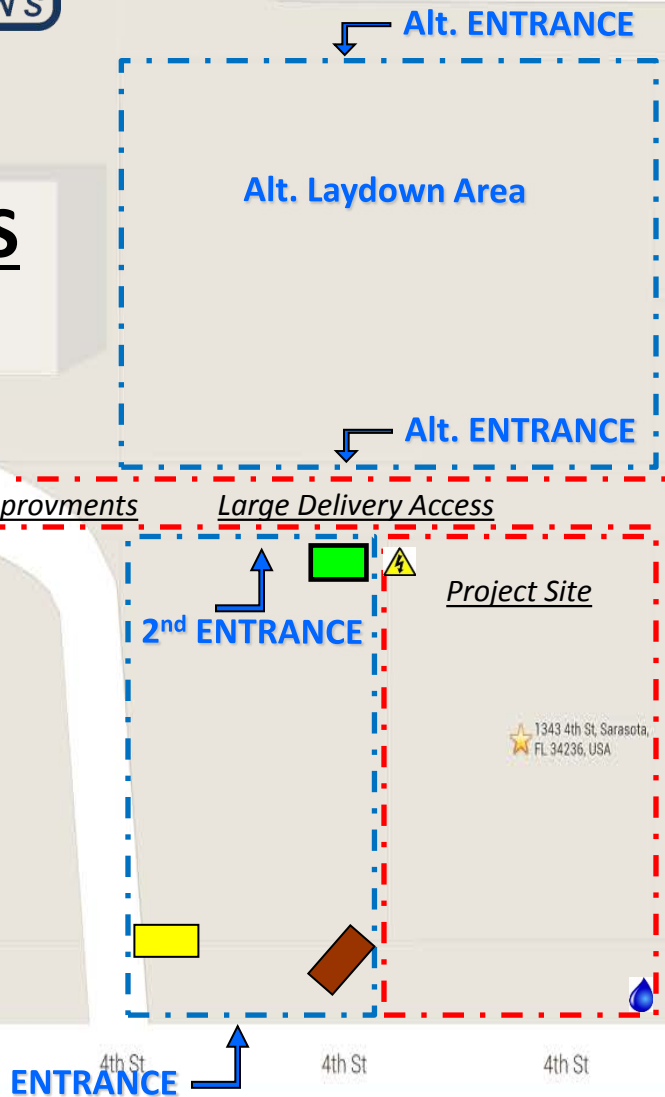 Alt. ENTRANCE
Alt. Laydown Area
S
Alt. ENTRANCE
provments
Large Delivery Access
Project Site
2nd ENTRANCE
1343 4th St, Sarasota,
FL 34236, USA
4th St
4th St
4th St
ENTRANCE